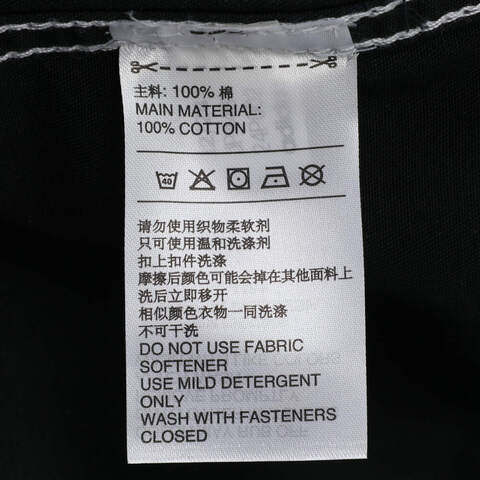 主料: 100% 棉
MAIN MATERIAL:
100% COTTON
40
请勿使用织物柔软剂
只可使用温和洗涤剂
扣上扣件洗涤
摩擦后颜色可能会掉在其他面料上
洗后立即移开
相似颜色衣物一同洗涤
不可干洗
DO NOT USE FABRIC
SOFTENER
USE MILD DETERGENT
ONLY
WASH WITH FASTENERS
CLOSED